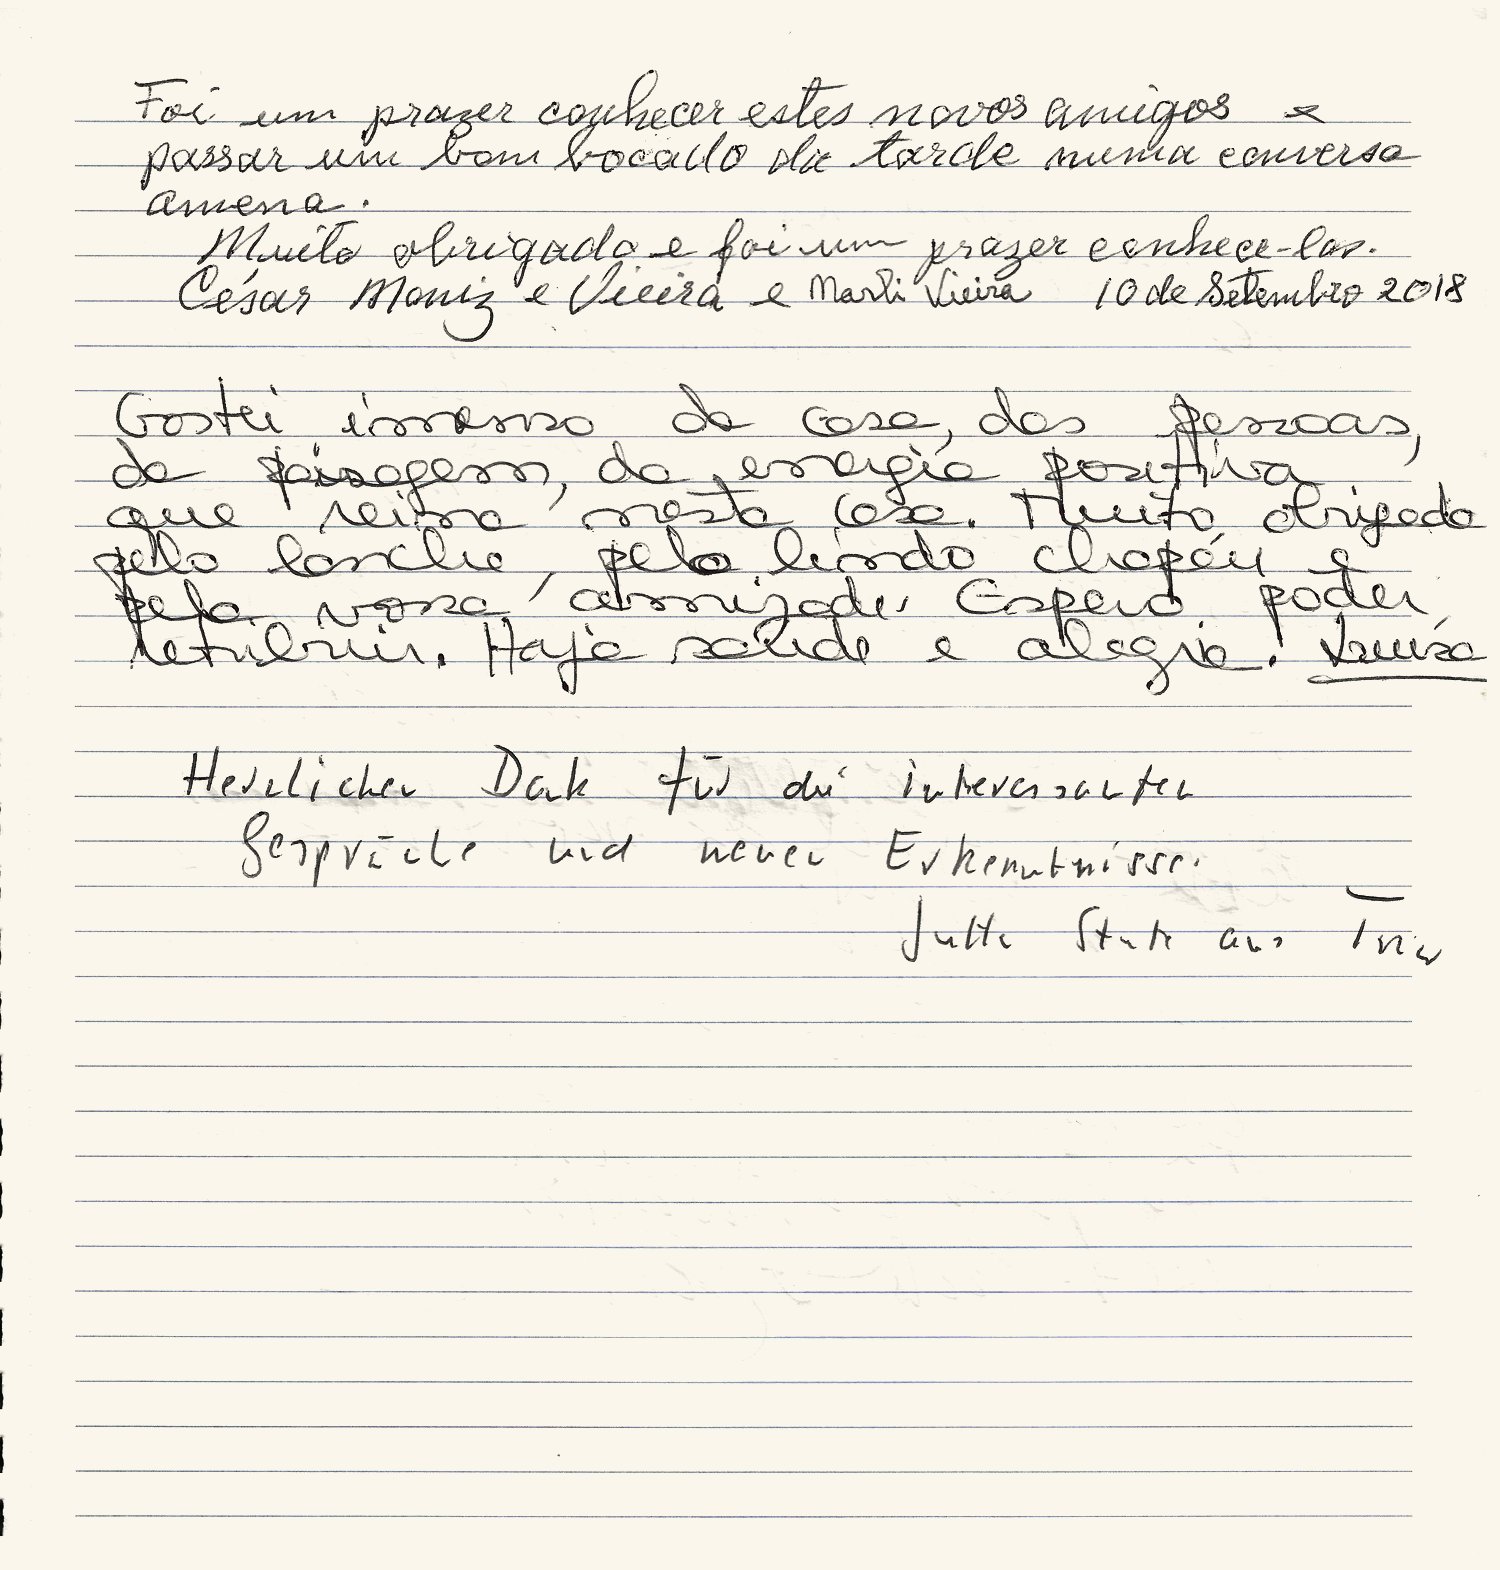 Foi um prazer conhecer estes novos amigos e
passar um bom bocado da tarde numa conversa
amena.
Muito obrigado e foi um prazer conhece-los.
César Moniz e Vieira e Marli Vieira 10 de Setembro 2018
Gostei imenso da casa, das pessoas,
da paisagem, da energia positiva
que reina nesta casa. Muito obrigada
pelo lanche, pelo lindo chapéu e
pela vossa amizade. Espero poder
retribuir. Haja saúde e alegria. Luísa
Herzlichen Dank für die interessanten
Gespräche und neuen Erkenntnisse.
Jutta aus Trier